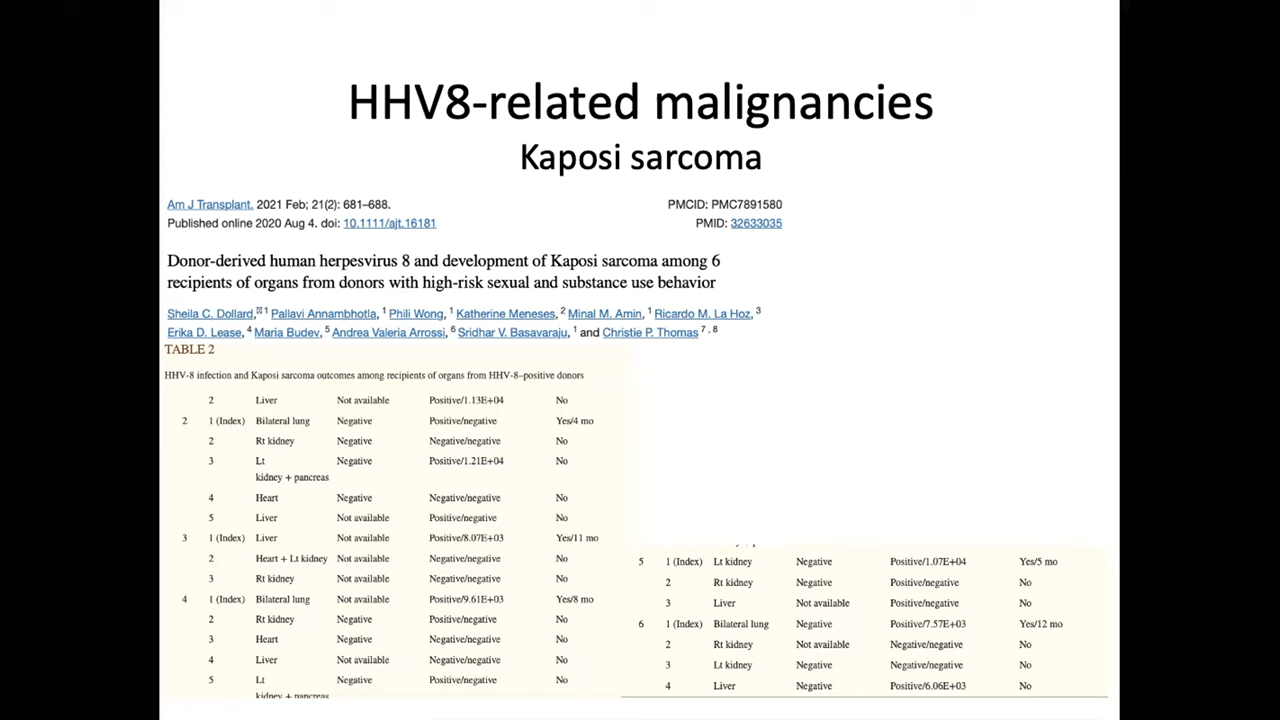 HHV8-related malignancies
Kaposi sarcoma
Am J Transplant. 2021 Feb; 21(2): 681–688.
PMCID: PMC7891580
Published online 2020 Aug 4. doi: 10.1111/ajt.16181
PMID: 32633035
Donor-derived human herpesvirus 8 and development of Kaposi sarcoma among 6
recipients of organs from donors with high-risk sexual and substance use behavior
Sheila C. Dollard,✉ 1 Pallavi Annambhotla, 1 Phili Wong, 1 Katherine Meneses, 2 Minal M. Amin, 1 Ricardo M. La Hoz, 3
Erika D. Lease, 4 Maria Budev, 5 Andrea Valeria Arrossi, 6 Sridhar V. Basavaraju, 1 and Christie P. Thomas 7 , 8
TABLE 2
HHV-8 infection and Kaposi sarcoma outcomes among recipients of organs from HHV-8–positive donors
2 Liver Not available Positive/1.13E+04 No
2 1 (Index) Bilateral lung Negative Positive/negative Yes/4 mo
2 Rt kidney Negative Negative/negative No
3 Lt Negative Positive/1.21E+04 No
kidney + pancreas
4 Heart Negative Negative/negative No
5 Liver Not available Positive/negative No
3 1 (Index) Liver Not available Positive/8.07E+03 Yes/11 mo
2 Heart + Lt kidney Not available Negative/negative No
3 Rt kidney Not available Negative/negative No
4 1 (Index) Bilateral lung Not available Positive/9.61E+03 Yes/8 mo
2 Rt kidney Negative Positive/negative No
3 Heart Negative Negative/negative No
4 Liver Not available Negative/negative No
5 Lt Negative Positive/negative No
kidney + pancreas
5 1 (Index) Lt kidney Negative Positive/1.07E+04 Yes/5 mo
2 Rt kidney Negative Positive/negative No
3 Liver Not available Positive/negative No
6 1 (Index) Bilateral lung Negative Positive/7.57E+03 Yes/12 mo
2 Rt kidney Not available Negative/negative No
3 Lt kidney Negative Negative/negative No
4 Liver Negative Positive/6.06E+03 No